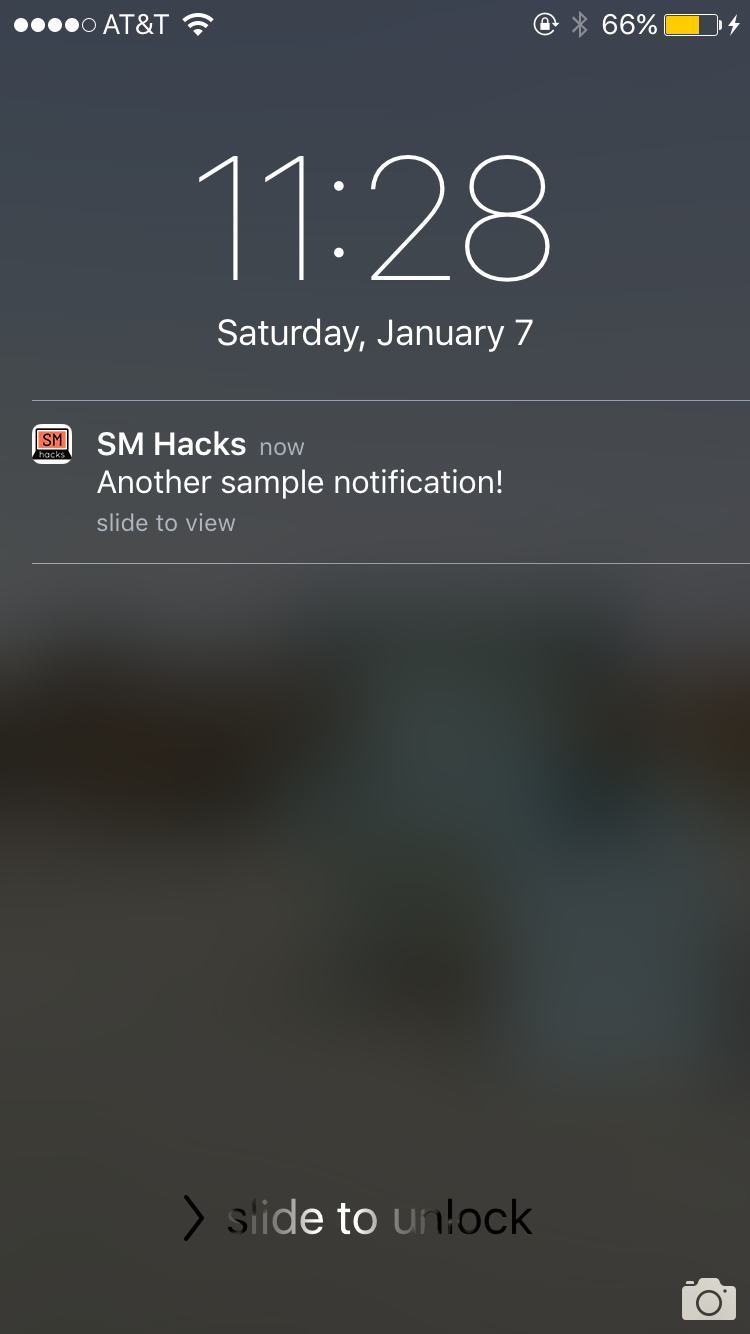 AT&T 66%
11:28
Saturday, January 7
SM
hacks
SM Hacks now
Another sample notification!
slide to view
slide to unlock